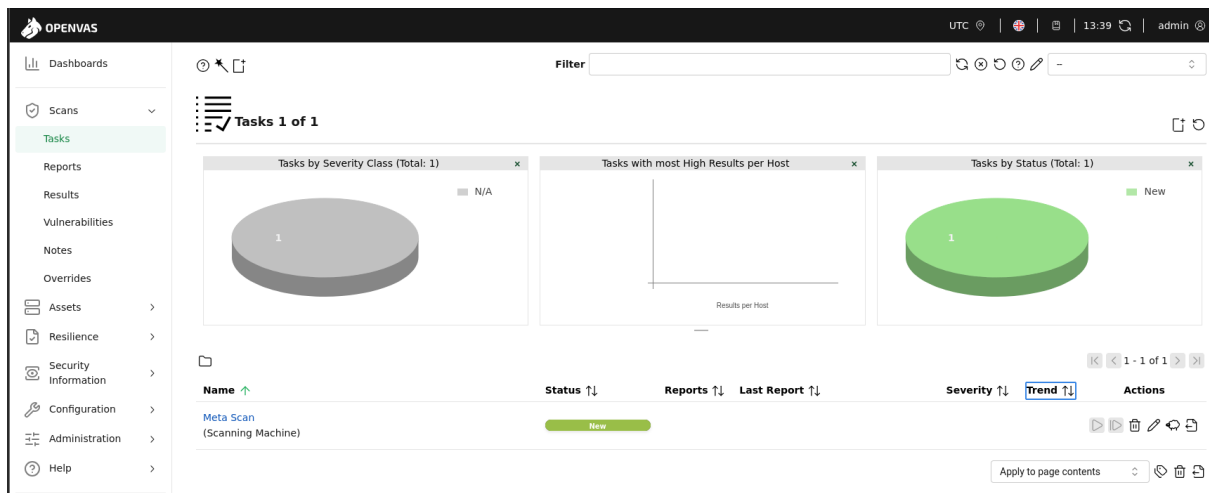 OPENVAS
UTC
13:39
admin
Dashboards
Scans
Tasks
Reports
Results
Vulnerabilities
Notes
Overrides
Assets
Resilience
Security
Information
Configuration
Administration
Help
Filter
–
Tasks 1 of 1
Tasks by Severity Class (Total: 1) ×
N/A
1
Tasks with most High Results per Host ×
Results per Host
Tasks by Status (Total: 1) ×
New
1
1 - 1 of 1
Name Status Reports Last Report Severity Trend Actions
Meta Scan
(Scanning Machine)
New
Apply to page contents